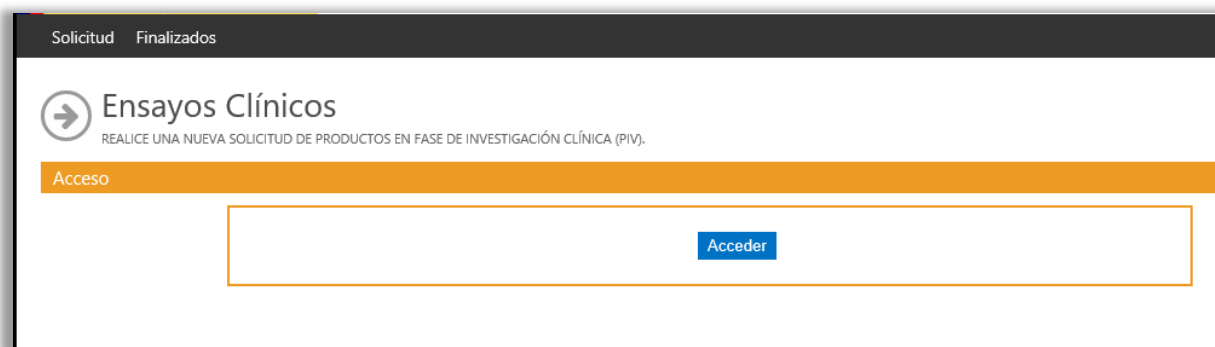 Solicitud Finalizados
Ensayos Clínicos
REALICE UNA NUEVA SOLICITUD DE PRODUCTOS EN FASE DE INVESTIGACIÓN CLÍNICA (PIV).
Acceso
Acceder